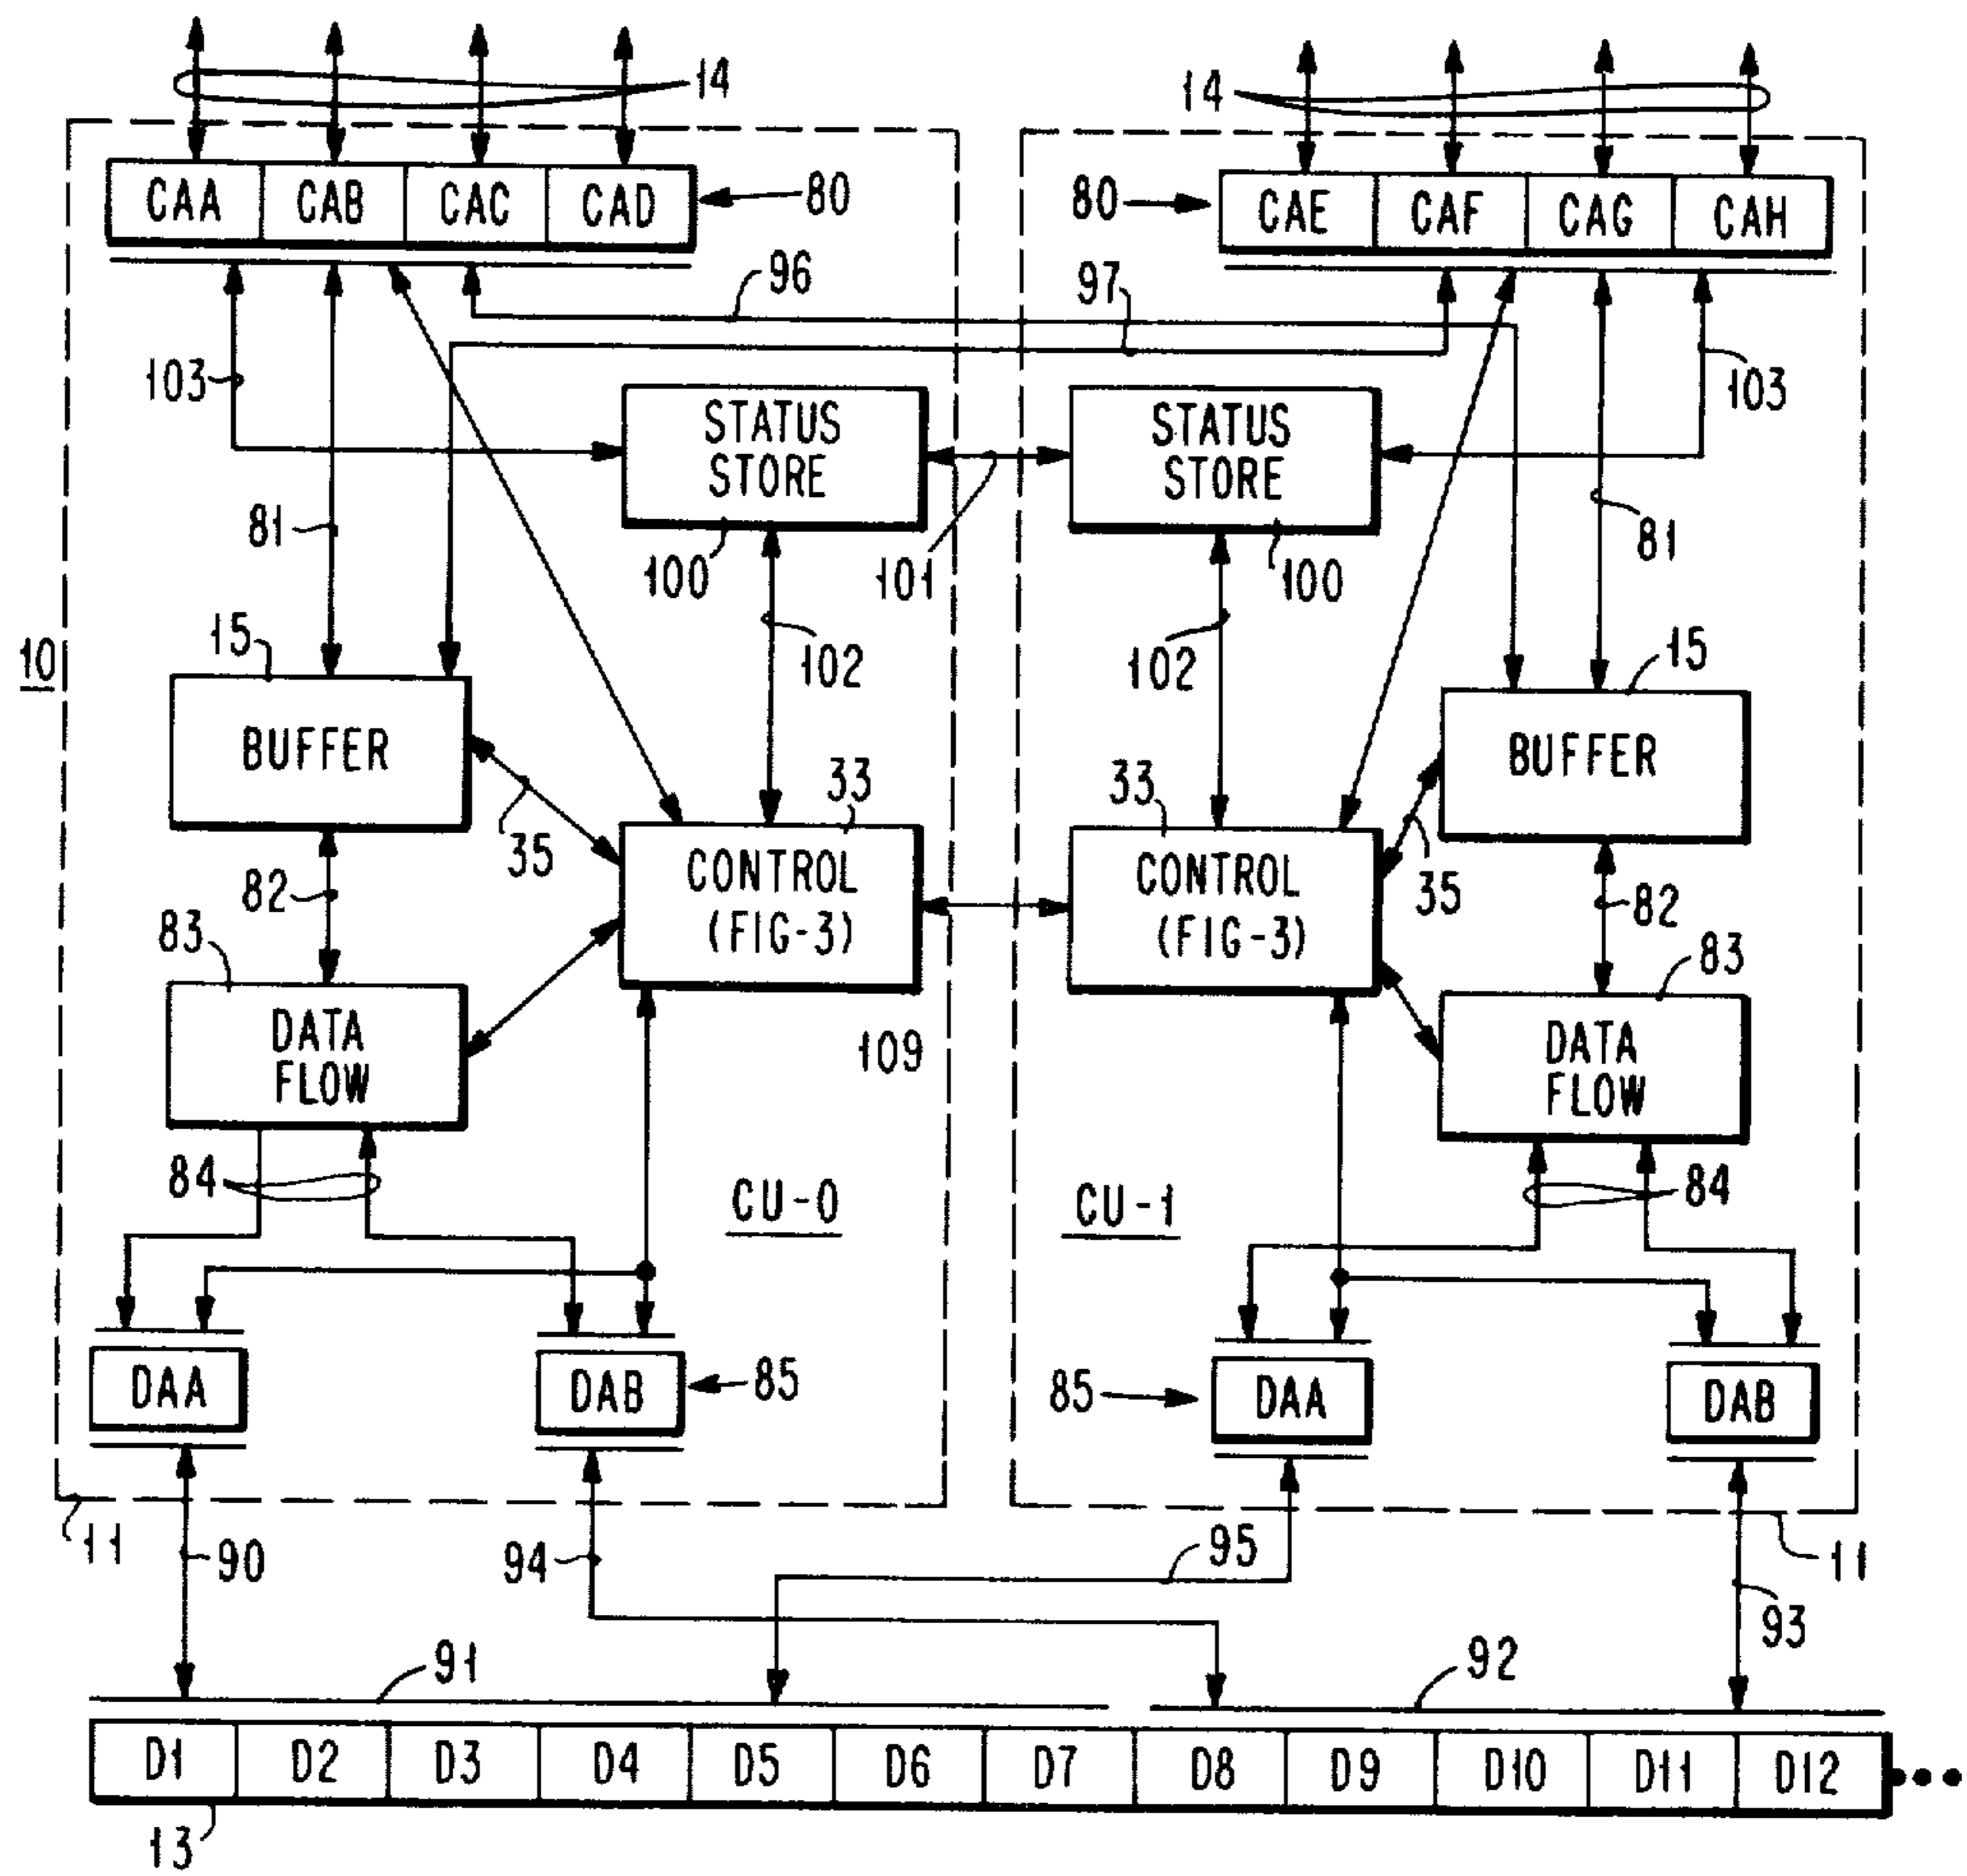 14
14
CAA CAB CAC CAD
80
80
CAE CAF CAG CAH
96
97
103
103
STATUS
STORE
STATUS
STORE
81
81
100
101
100
10
15
102
102
15
BUFFER
BUFFER
33
33
35
35
CONTROL
(FIG-3)
CONTROL
(FIG-3)
82
82
83
83
DATA
FLOW
109
DATA
FLOW
84
84
CU-0
CU-1
DAA
DAB
85
85
DAA
DAB
11
90
94
95
11
93
91
92
D1 D2 D3 D4 D5 D6 D7 D8 D9 D10 D11 D12
13